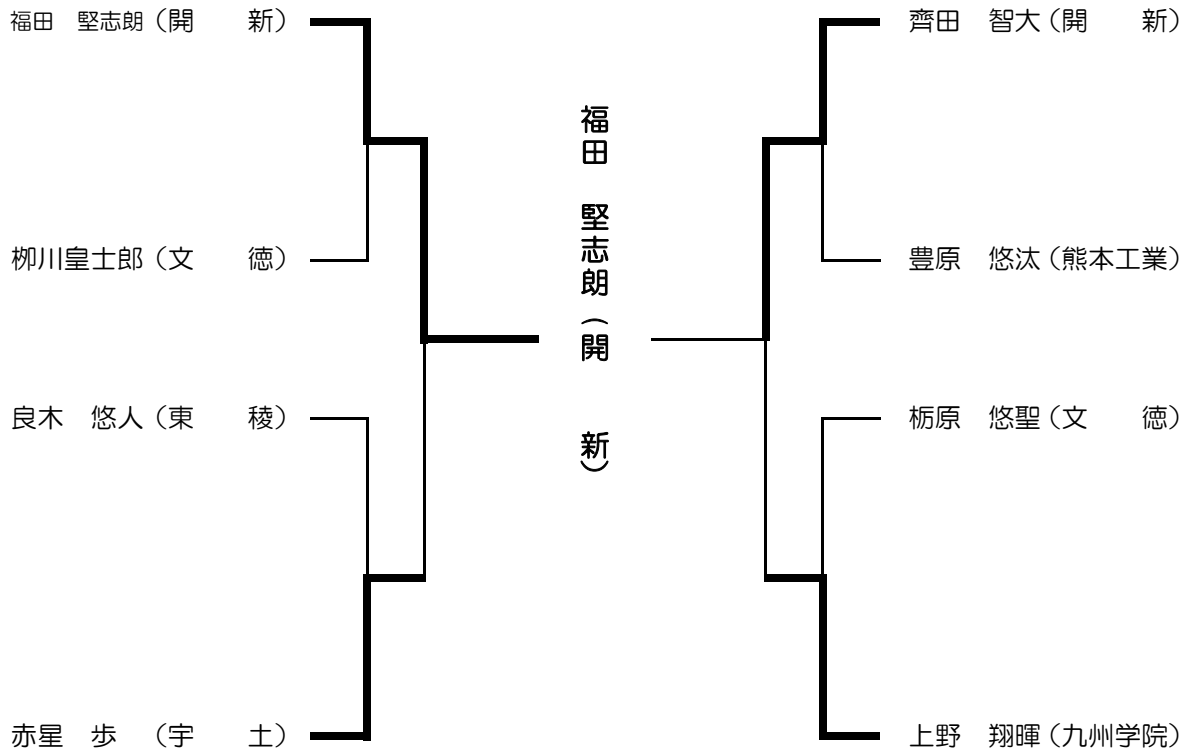 福田　堅志朗（開　　新）
栁川皇士郎（文　　徳）
良木　悠人（東　　稜）
赤星　歩　（宇　　土）
福田　堅志朗（開　　新）
齊田　智大（開　　新）
豊原　悠汰（熊本工業）
栃原　悠聖（文　　徳）
上野　翔暉（九州学院）